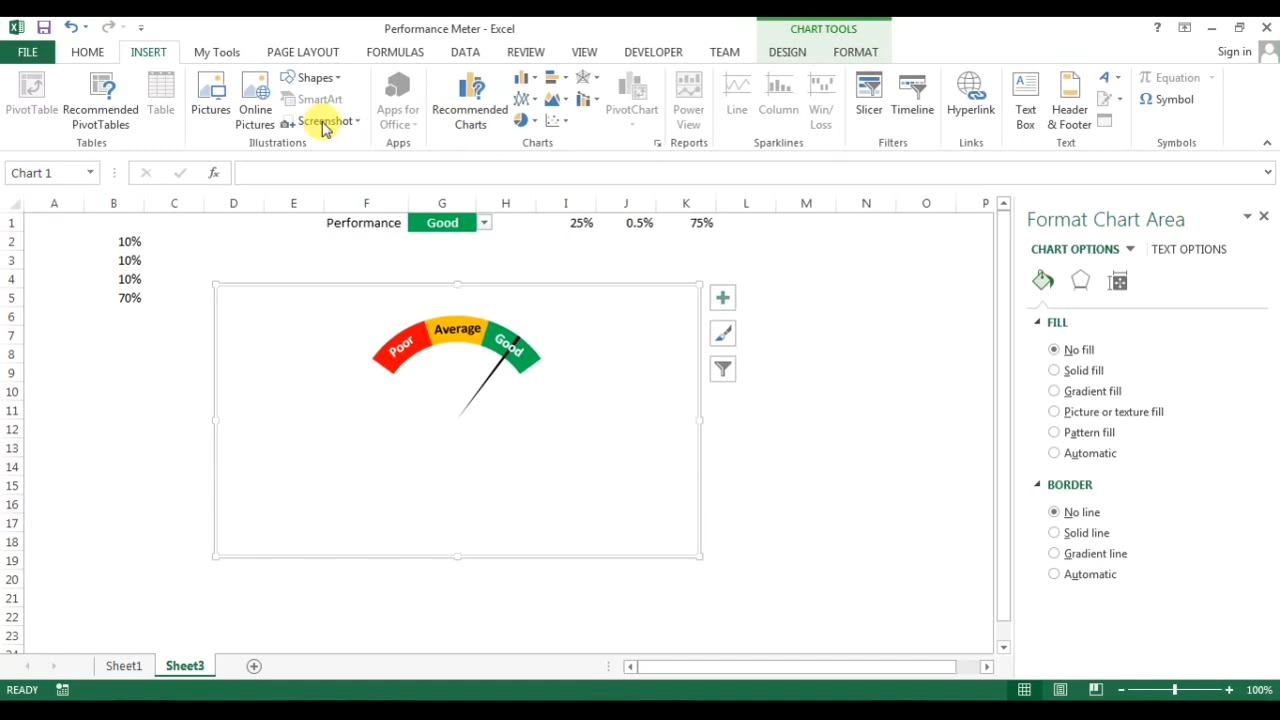 Performance Meter - Excel
CHART TOOLS
?
FILE
HOME
INSERT
My Tools
PAGE LAYOUT
FORMULAS
DATA
REVIEW
VIEW
DEVELOPER
TEAM
DESIGN
FORMAT
Sign in
PivotTable
Recommended
PivotTables
Table
Tables
Pictures
Online
Pictures
Shapes
SmartArt
Screenshot
Illustrations
Apps for
Office
Apps
Recommended
Charts
PivotChart
Charts
Power
View
Reports
Line
Column
Win/
Loss
Sparklines
Slicer
Timeline
Filters
Hyperlink
Links
Text
Box
Header
& Footer
Text
Equation
Symbol
Symbols
Chart 1
fx
A B C D E F G H I J K L M N O P
1 Performance Good 25% 0.5% 75%
2 10%
3 10%
4 10%
5 70%
6
7
8
9
10
11
12
13
14
15
16
17
18
19
20
21
22
23
Poor
Average
Good
Format Chart Area
CHART OPTIONS
TEXT OPTIONS
FILL
No fill
Solid fill
Gradient fill
Picture or texture fill
Pattern fill
Automatic
BORDER
No line
Solid line
Gradient line
Automatic
Sheet1
Sheet3
READY
100%